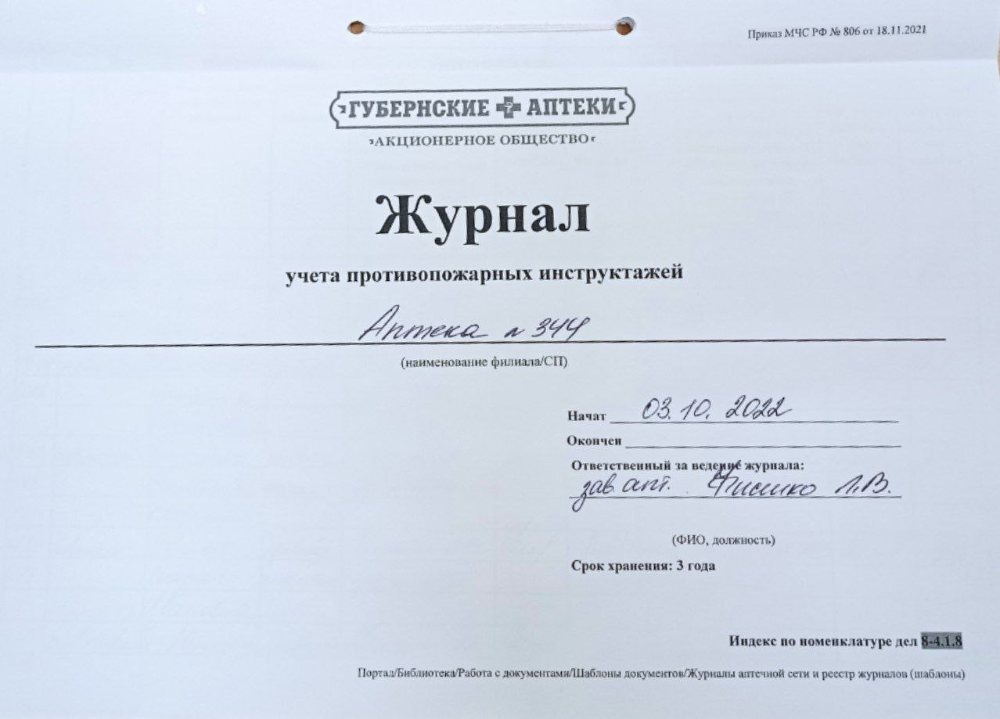 Приказ МЧС РФ № 806 от 18.11.2021
ГУБЕРНСКИЕ АПТЕКИ
АКЦИОНЕРНОЕ ОБЩЕСТВО
Журнал
учета противопожарных инструктажей
Аптека № 344
(наименование филиала/СП)
Начат 03.10.2022
Окончен
Ответственный за ведение журнала:
зав. апт. Л.В.
(ФИО, должность)
Срок хранения: 3 года
Индекс по номенклатуре дел 8-4.1.8
Портал/Библиотека/Работа с документами/Шаблоны документов/Журналы аптечной сети и реестр журналов (шаблоны)